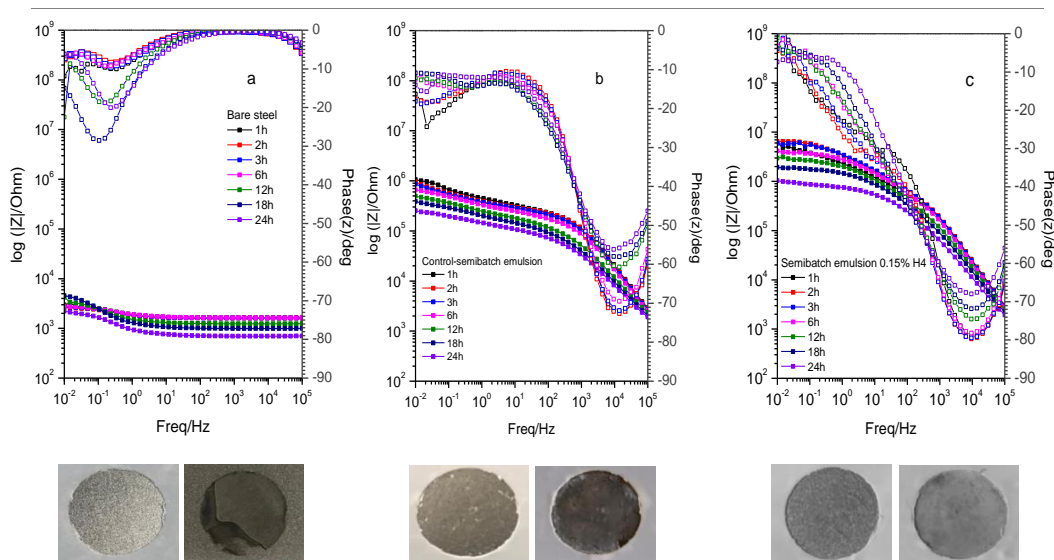 10⁹
10⁸
10⁷
10⁶
10⁵
10⁴
10³
10²
log (|Z|/Ohm)
0
-10
-20
-30
-40
-50
-60
-70
-80
-90
Phase(z)/deg
a
Bare steel
1h
2h
3h
6h
12h
18h
24h
10⁻² 10⁻¹ 10⁰ 10¹ 10² 10³ 10⁴ 10⁵
Freq/Hz
10⁹
10⁸
10⁷
10⁶
10⁵
10⁴
10³
10²
log (|Z|/Ohm)
0
-10
-20
-30
-40
-50
-60
-70
-80
-90
Phase(z)/deg
b
Control-semibatch emulsion
1h
2h
3h
6h
12h
18h
24h
10⁻² 10⁻¹ 10⁰ 10¹ 10² 10³ 10⁴ 10⁵
Freq/Hz
10⁹
10⁸
10⁷
10⁶
10⁵
10⁴
10³
10²
log (|Z|/Ohm)
0
-10
-20
-30
-40
-50
-60
-70
-80
-90
Phase(z)/deg
c
Semibatch emulsion 0.15% H4
1h
2h
3h
6h
12h
18h
24h
10⁻² 10⁻¹ 10⁰ 10¹ 10² 10³ 10⁴ 10⁵
Freq/Hz